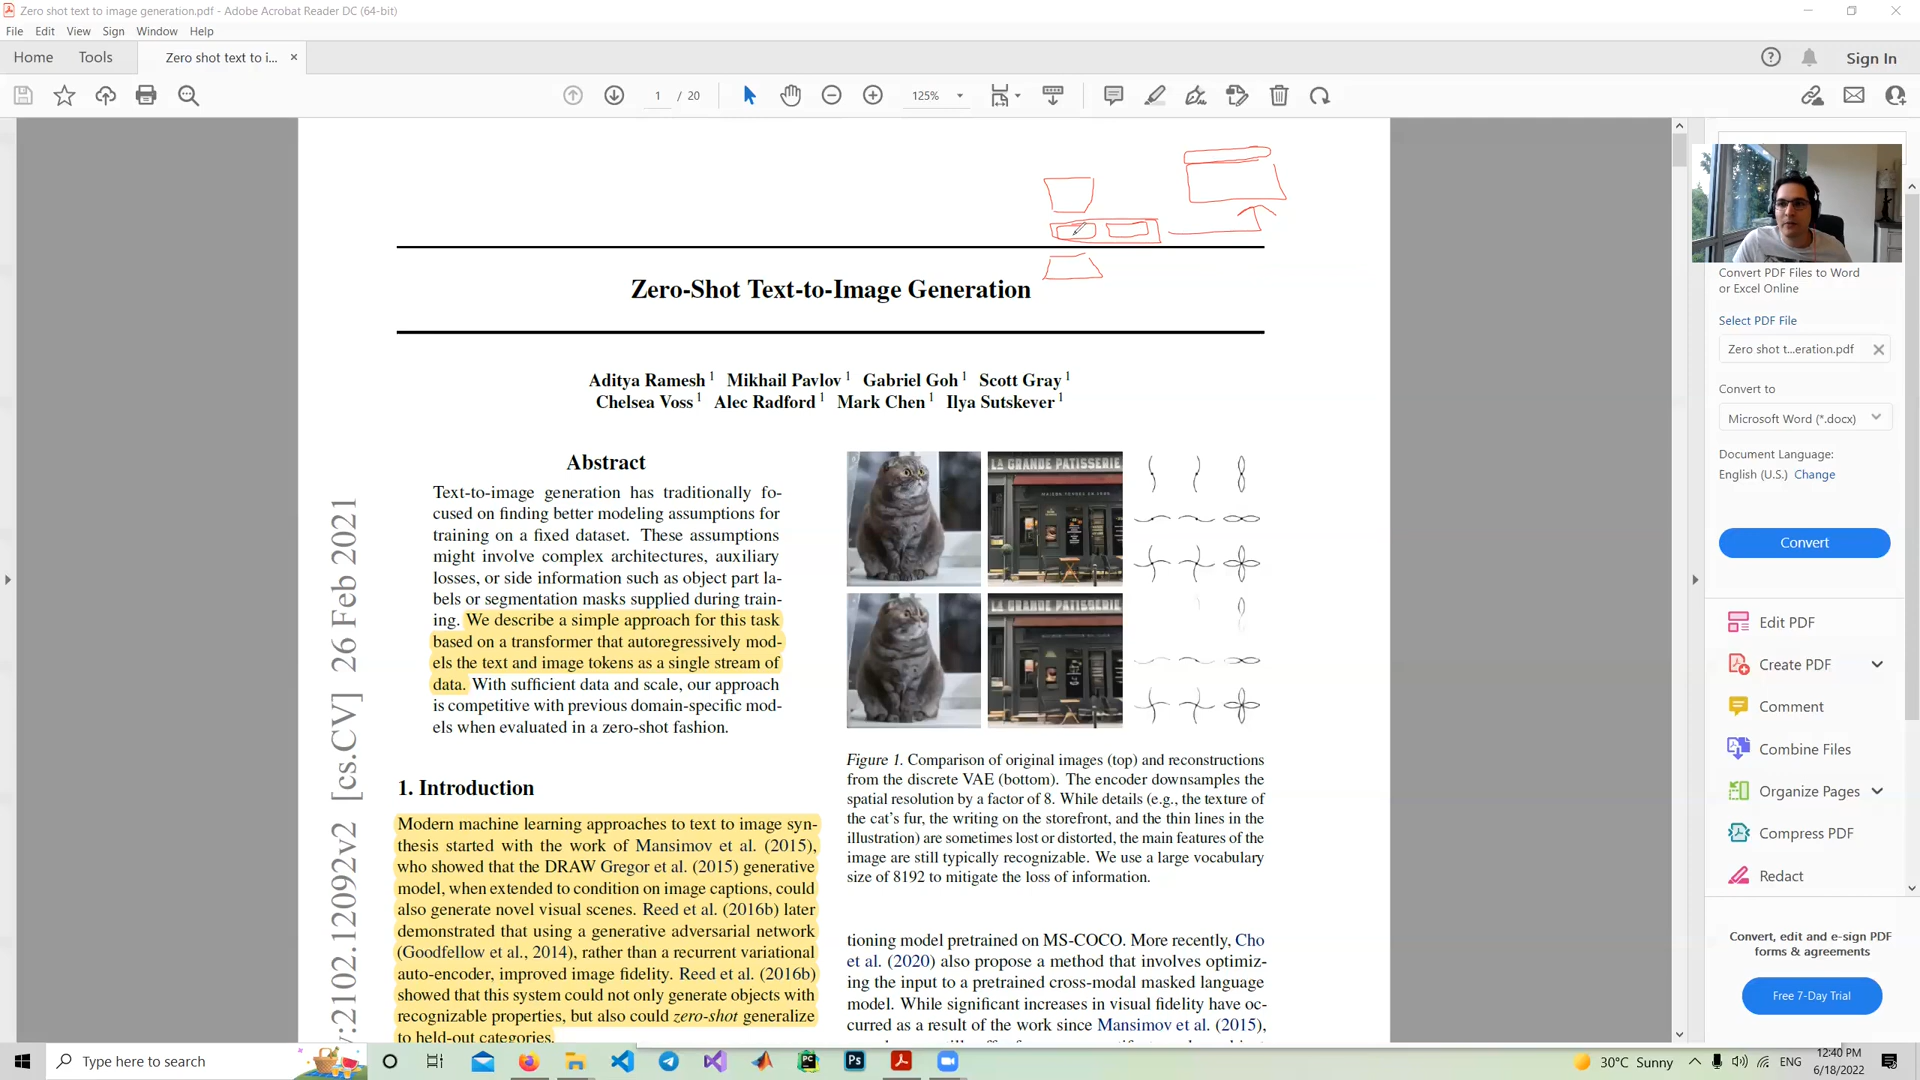 Zero shot text to image generation.pdf - Adobe Acrobat Reader DC (64-bit)
File Edit View Sign Window Help
Home Tools Zero shot text to i... × Sign In
1 / 20 125%
Zero-Shot Text-to-Image Generation
Aditya Ramesh 1 Mikhail Pavlov 1 Gabriel Goh 1 Scott Gray 1
Chelsea Voss 1 Alec Radford 1 Mark Chen 1 Ilya Sutskever 1
Abstract
Text-to-image generation has traditionally fo-
cused on finding better modeling assumptions for
training on a fixed dataset. These assumptions
might involve complex architectures, auxiliary
losses, or side information such as object part la-
bels or segmentation masks supplied during train-
ing. We describe a simple approach for this task
based on a transformer that autoregressively mod-
els the text and image tokens as a single stream of
data. With sufficient data and scale, our approach
is competitive with previous domain-specific mod-
els when evaluated in a zero-shot fashion.
1. Introduction
Modern machine learning approaches to text to image syn-
thesis started with the work of Mansimov et al. (2015),
who showed that the DRAW Gregor et al. (2015) generative
model, when extended to condition on image captions, could
also generate novel visual scenes. Reed et al. (2016b) later
demonstrated that using a generative adversarial network
(Goodfellow et al., 2014), rather than a recurrent variational
auto-encoder, improved image fidelity. Reed et al. (2016b)
showed that this system could not only generate objects with
recognizable properties, but also could zero-shot generalize
to held-out categories.
v:2102.12092v2 [cs.CV] 26 Feb 2021
LA GRANDE PATISSERIE
LA GRANDE PATISSERIE
Figure 1. Comparison of original images (top) and reconstructions
from the discrete VAE (bottom). The encoder downsamples the
spatial resolution by a factor of 8. While details (e.g., the texture of
the cat's fur, the writing on the storefront, and the thin lines in the
illustration) are sometimes lost or distorted, the main features of the
image are still typically recognizable. We use a large vocabulary
size of 8192 to mitigate the loss of information.
tioning model pretrained on MS-COCO. More recently, Cho
et al. (2020) also propose a method that involves optimiz-
ing the input to a pretrained cross-modal masked language
model. While significant increases in visual fidelity have oc-
curred as a result of the work since Mansimov et al. (2015),
Convert PDF Files to Word
or Excel Online
Select PDF File
Zero shot t...eration.pdf
Convert to
Microsoft Word (*.docx)
Document Language:
English (U.S.) Change
Convert
Edit PDF
Create PDF
Comment
Combine Files
Organize Pages
Compress PDF
Redact
Convert, edit and e-sign PDF
forms & agreements
Free 7-Day Trial
Type here to search
Ps
30°C Sunny
ENG
12:40 PM
6/18/2022